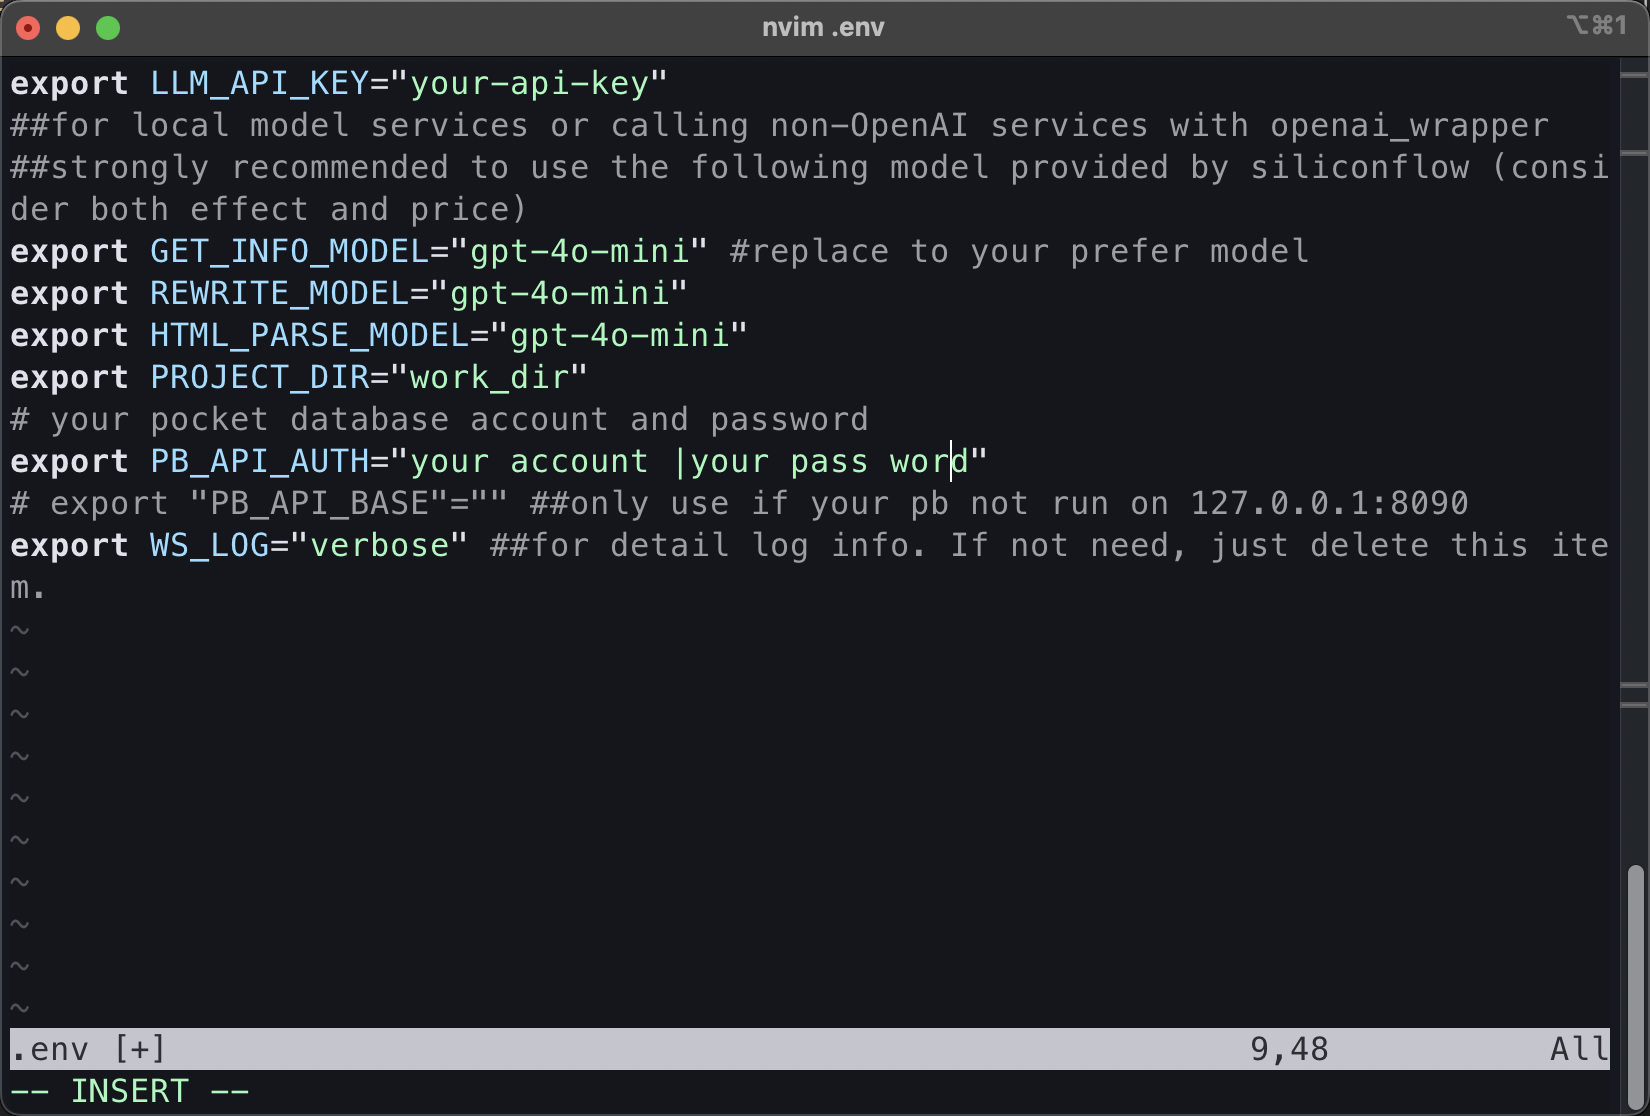 nvim .env
⌥⌘1
export LLM_API_KEY="your-api-key"
##for local model services or calling non-OpenAI services with openai_wrapper
##strongly recommended to use the following model provided by siliconflow (consi
der both effect and price)
export GET_INFO_MODEL="gpt-4o-mini" #replace to your prefer model
export REWRITE_MODEL="gpt-4o-mini"
export HTML_PARSE_MODEL="gpt-4o-mini"
export PROJECT_DIR="work_dir"
# your pocket database account and password
export PB_API_AUTH="your account |your pass word"
# export "PB_API_BASE"="" ##only use if your pb not run on 127.0.0.1:8090
export WS_LOG="verbose" ##for detail log info. If not need, just delete this ite
m.
~
~
~
~
~
~
~
~
~
~
.env [+] 9,48 All
-- INSERT --